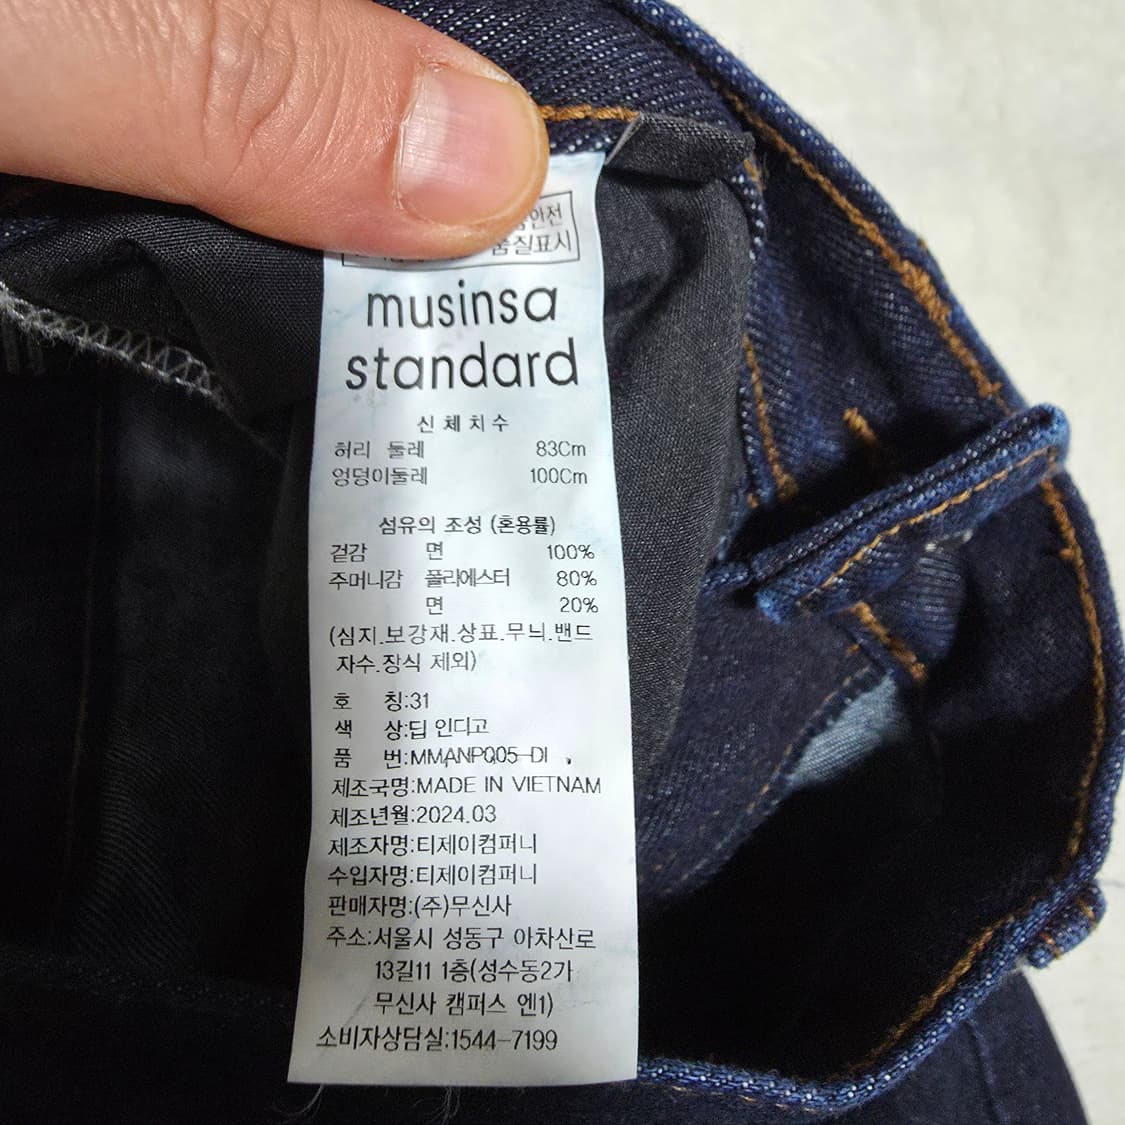 안전
품질표시
musinsa
standard
신체치수
허리 둘레 83Cm
엉덩이둘레 100Cm
섬유의 조성 (혼용률)
겉감 면 100%
주머니감 폴리에스터 80%
면 20%
(심지.보강재.상표.무늬.밴드
자수.장식 제외)
호 칭:31
색 상:딥 인디고
품 번:MMANP005-DI
제조국명:MADE IN VIETNAM
제조년월:2024.03
제조자명:티제이컴퍼니
수입자명:티제이컴퍼니
판매자명:(주)무신사
주소:서울시 성동구 아차산로
13길11 1층(성수동2가
무신사 캠퍼스 엔1)
소비자상담실:1544-7199